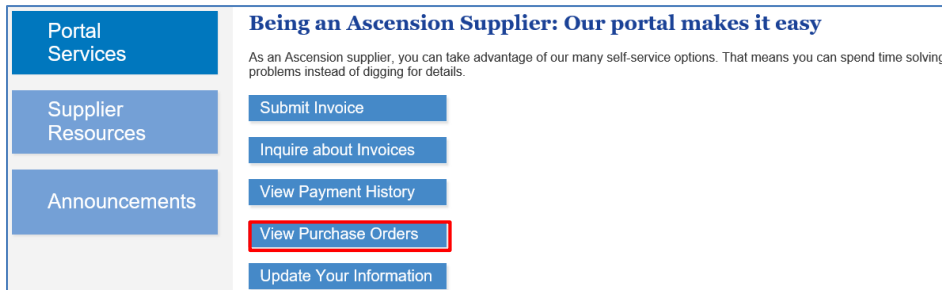 Portal
Services
Supplier
Resources
Announcements
Being an Ascension Supplier: Our portal makes it easy
As an Ascension supplier, you can take advantage of our many self-service options. That means you can spend time solving
problems instead of digging for details.
Submit Invoice
Inquire about Invoices
View Payment History
View Purchase Orders
Update Your Information